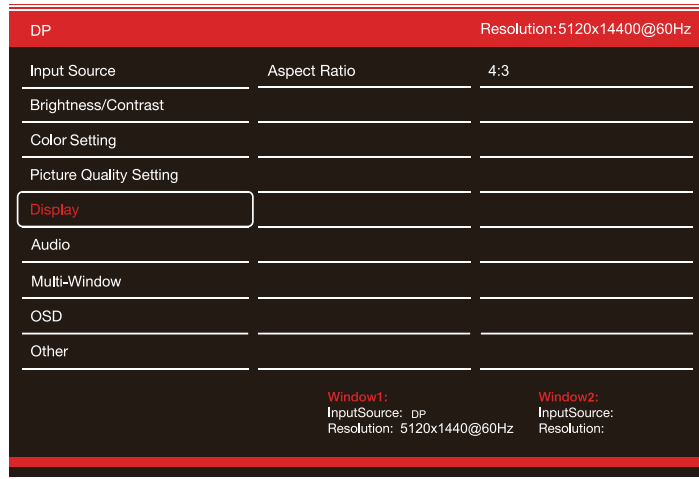 DP Resolution:5120x14400@60Hz
Input Source Aspect Ratio 4:3
Brightness/Contrast
Color Setting
Picture Quality Setting
Display
Audio
Multi-Window
OSD
Other
Window1: Window2:
InputSource: DP InputSource:
Resolution: 5120x1440@60Hz Resolution: